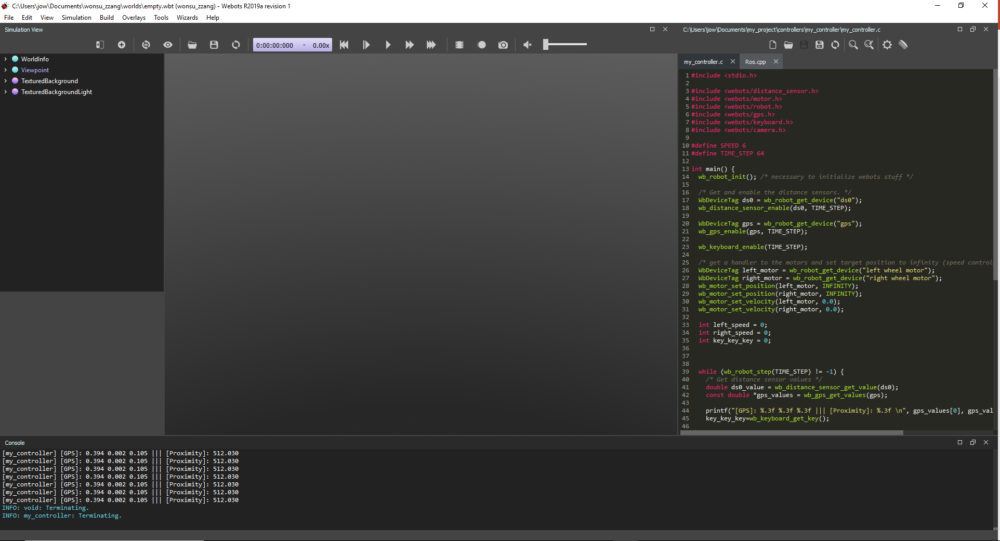 C:\Users\jow\Documents\wonsu_zzang\worlds\empty.wbt (wonsu_zzang) - Webots R2019a revision 1
File Edit View Simulation Build Overlays Tools Wizards Help
Simulation View
0:00:00:000 - 0.00x
WorldInfo
Viewpoint
TexturedBackground
TexturedBackgroundLight
C:\Users\jow\Documents\my_project\controllers\my_controller\my_controller.c
my_controller.c Ros.cpp
1 #include <stdio.h>
2
3 #include <webots/distance_sensor.h>
4 #include <webots/motor.h>
5 #include <webots/robot.h>
6 #include <webots/gps.h>
7 #include <webots/keyboard.h>
8 #include <webots/camera.h>
9
10 #define SPEED 6
11 #define TIME_STEP 64
12
13 int main() {
14 wb_robot_init(); /* necessary to initialize webots stuff */
15
16 /* Get and enable the distance sensors. */
17 WbDeviceTag ds0 = wb_robot_get_device("ds0");
18 wb_distance_sensor_enable(ds0, TIME_STEP);
19
20 WbDeviceTag gps = wb_robot_get_device("gps");
21 wb_gps_enable(gps, TIME_STEP);
22
23 wb_keyboard_enable(TIME_STEP);
24
25 /* get a handler to the motors and set target position to infinity (speed control
26 WbDeviceTag left_motor = wb_robot_get_device("left wheel motor");
27 WbDeviceTag right_motor = wb_robot_get_device("right wheel motor");
28 wb_motor_set_position(left_motor, INFINITY);
29 wb_motor_set_position(right_motor, INFINITY);
30 wb_motor_set_velocity(left_motor, 0.0);
31 wb_motor_set_velocity(right_motor, 0.0);
32
33 int left_speed = 0;
34 int right_speed = 0;
35 int key_key_key = 0;
36
37
38
39 while (wb_robot_step(TIME_STEP) != -1) {
40 /* Get distance sensor values */
41 double ds0_value = wb_distance_sensor_get_value(ds0);
42 const double *gps_values = wb_gps_get_values(gps);
43
44 printf("[GPS]: %.3f %.3f %.3f ||| [Proximity]: %.3f \n", gps_values[0], gps_val
45 key_key_key=wb_keyboard_get_key();
46
Console
[my_controller] [GPS]: 0.394 0.002 0.105 ||| [Proximity]: 512.030
[my_controller] [GPS]: 0.394 0.002 0.105 ||| [Proximity]: 512.030
[my_controller] [GPS]: 0.394 0.002 0.105 ||| [Proximity]: 512.030
[my_controller] [GPS]: 0.394 0.002 0.105 ||| [Proximity]: 512.030
[my_controller] [GPS]: 0.394 0.002 0.105 ||| [Proximity]: 512.030
[my_controller] [GPS]: 0.394 0.002 0.105 ||| [Proximity]: 512.030
[my_controller] [GPS]: 0.394 0.002 0.105 ||| [Proximity]: 512.030
INFO: void: Terminating.
INFO: my_controller: Terminating.